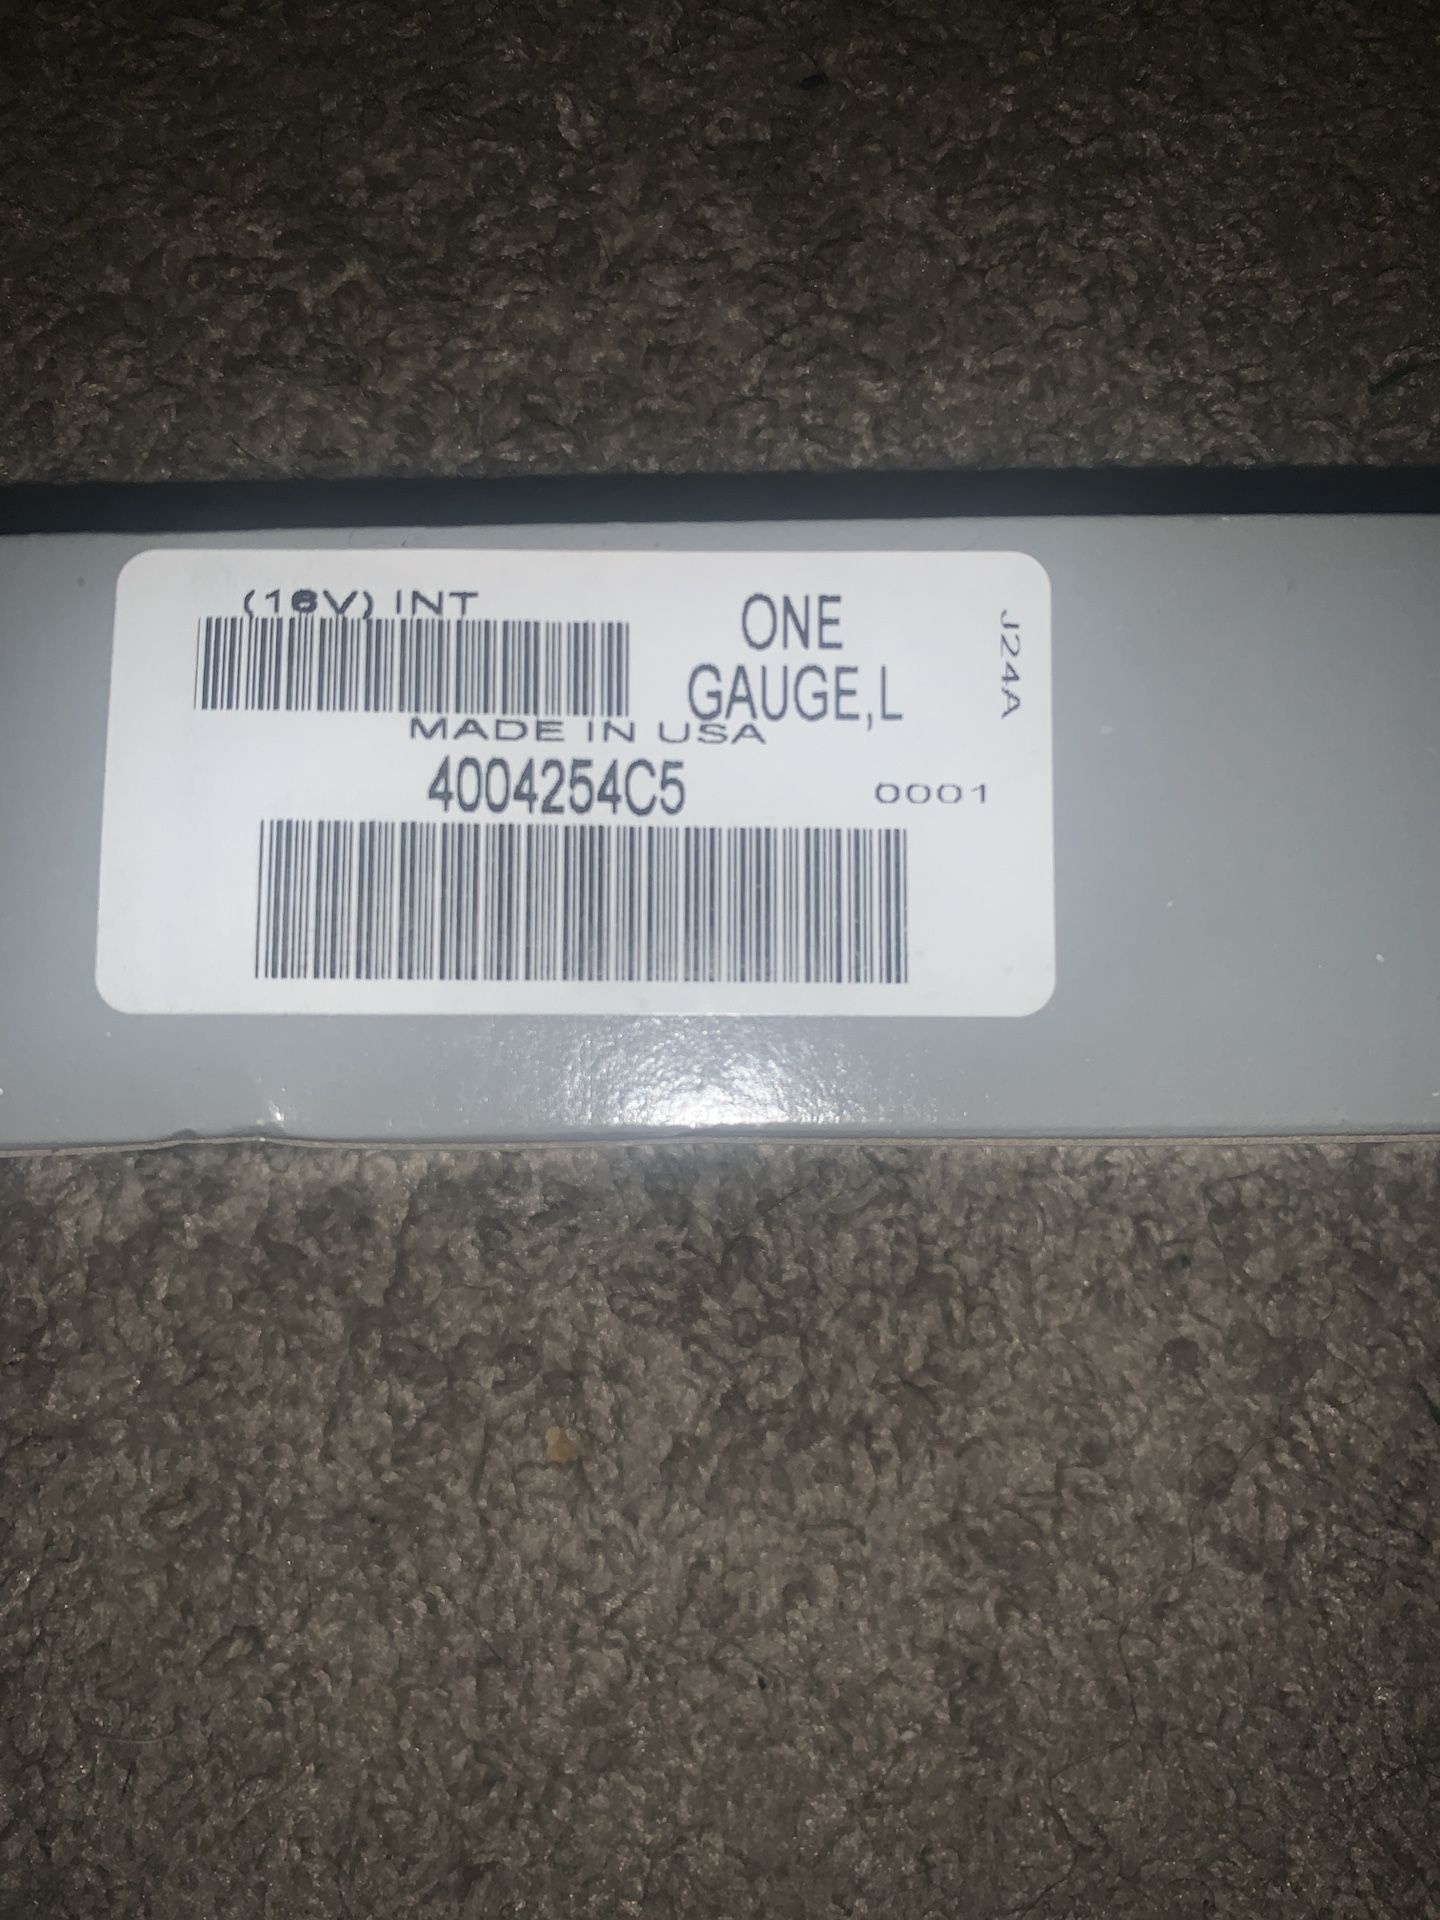 (16V) INT
ONE
GAUGE,L
J24A
MADE IN USA
4004254C5
0001